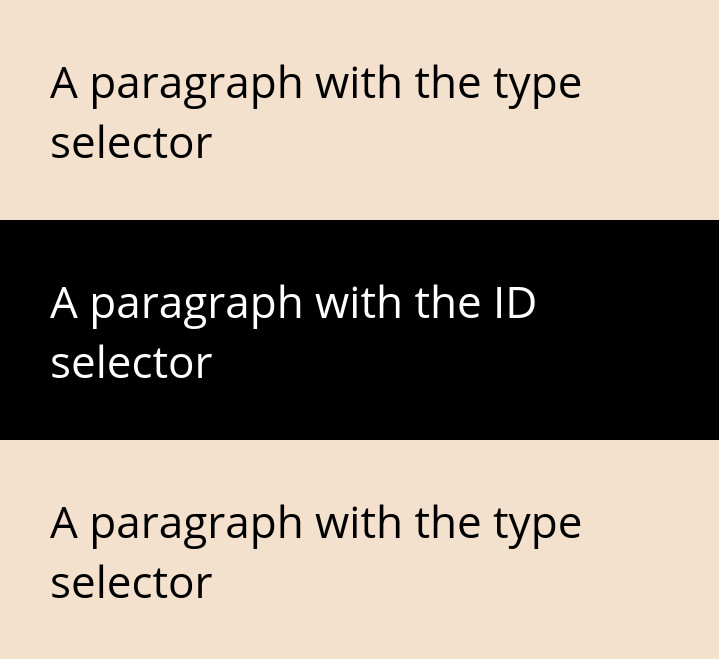 A paragraph with the type
selector
A paragraph with the ID
selector
A paragraph with the type
selector